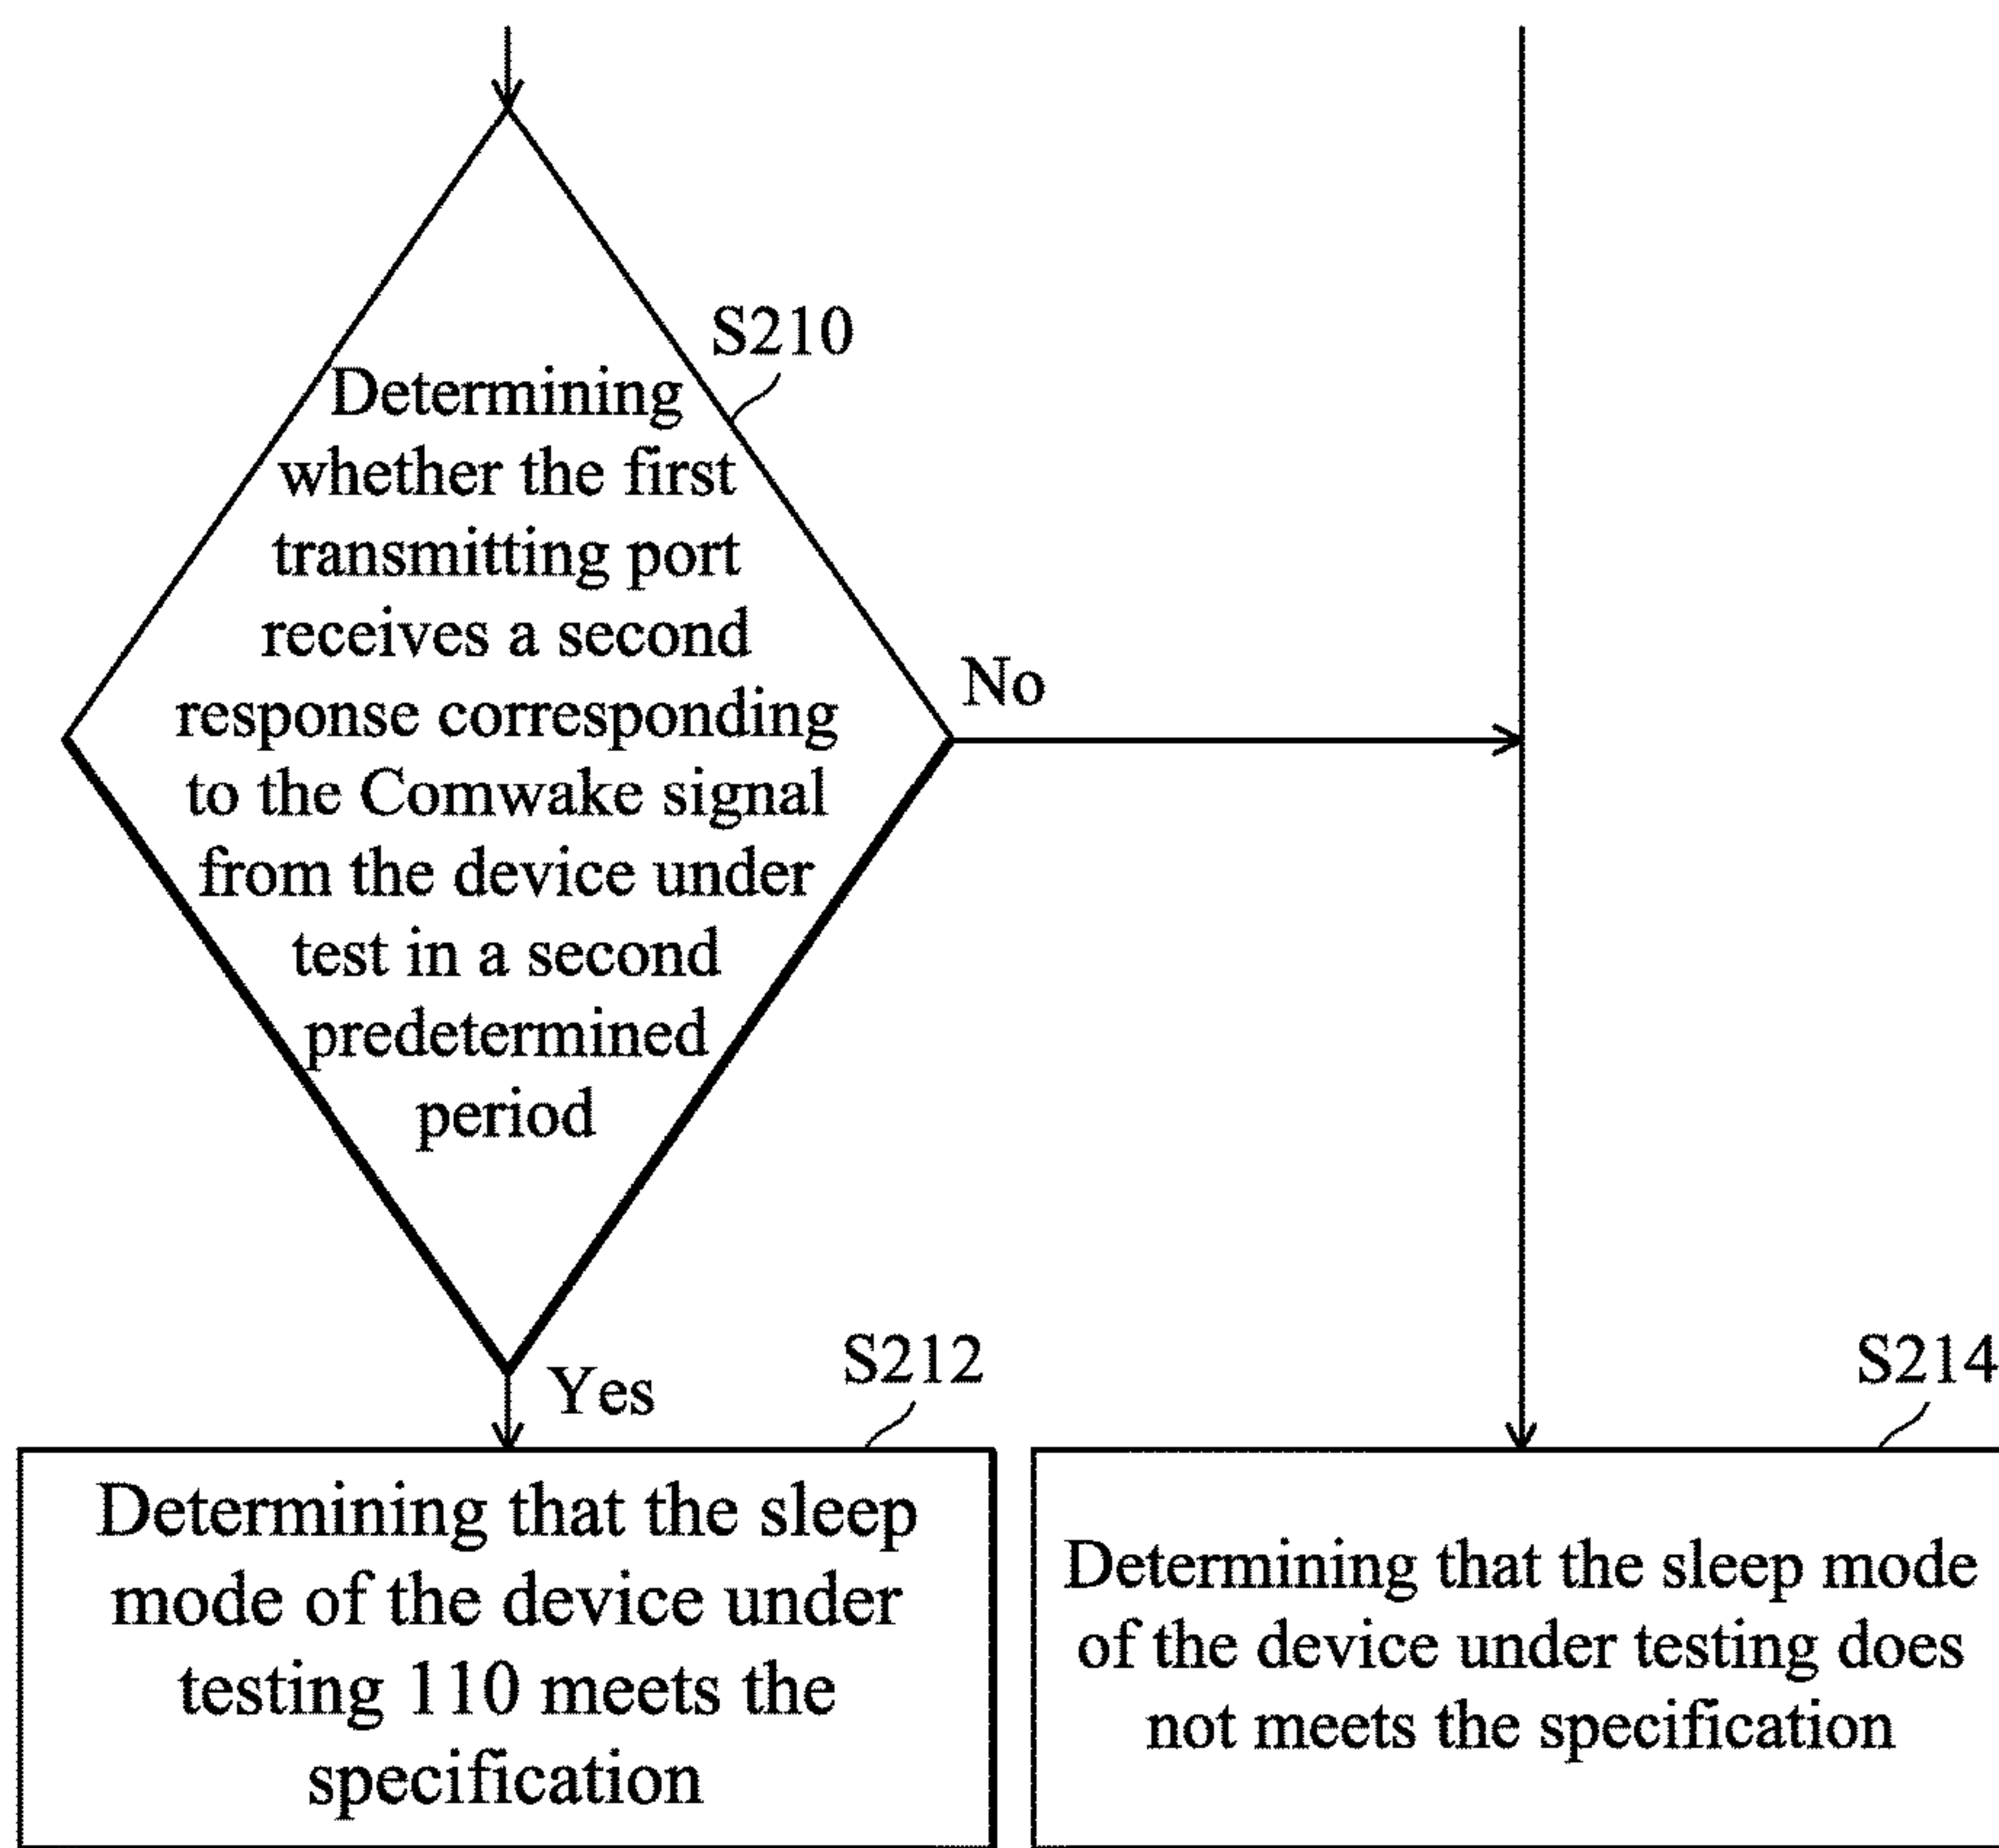 S210
Determining
whether the first
transmitting port
receives a second
response corresponding
to the Comwake signal
from the device under
test in a second
predetermined
period
No
Yes
S212
Determining that the sleep
mode of the device under
testing 110 meets the
specification
S214
Determining that the sleep mode
of the device under testing does
not meets the specification